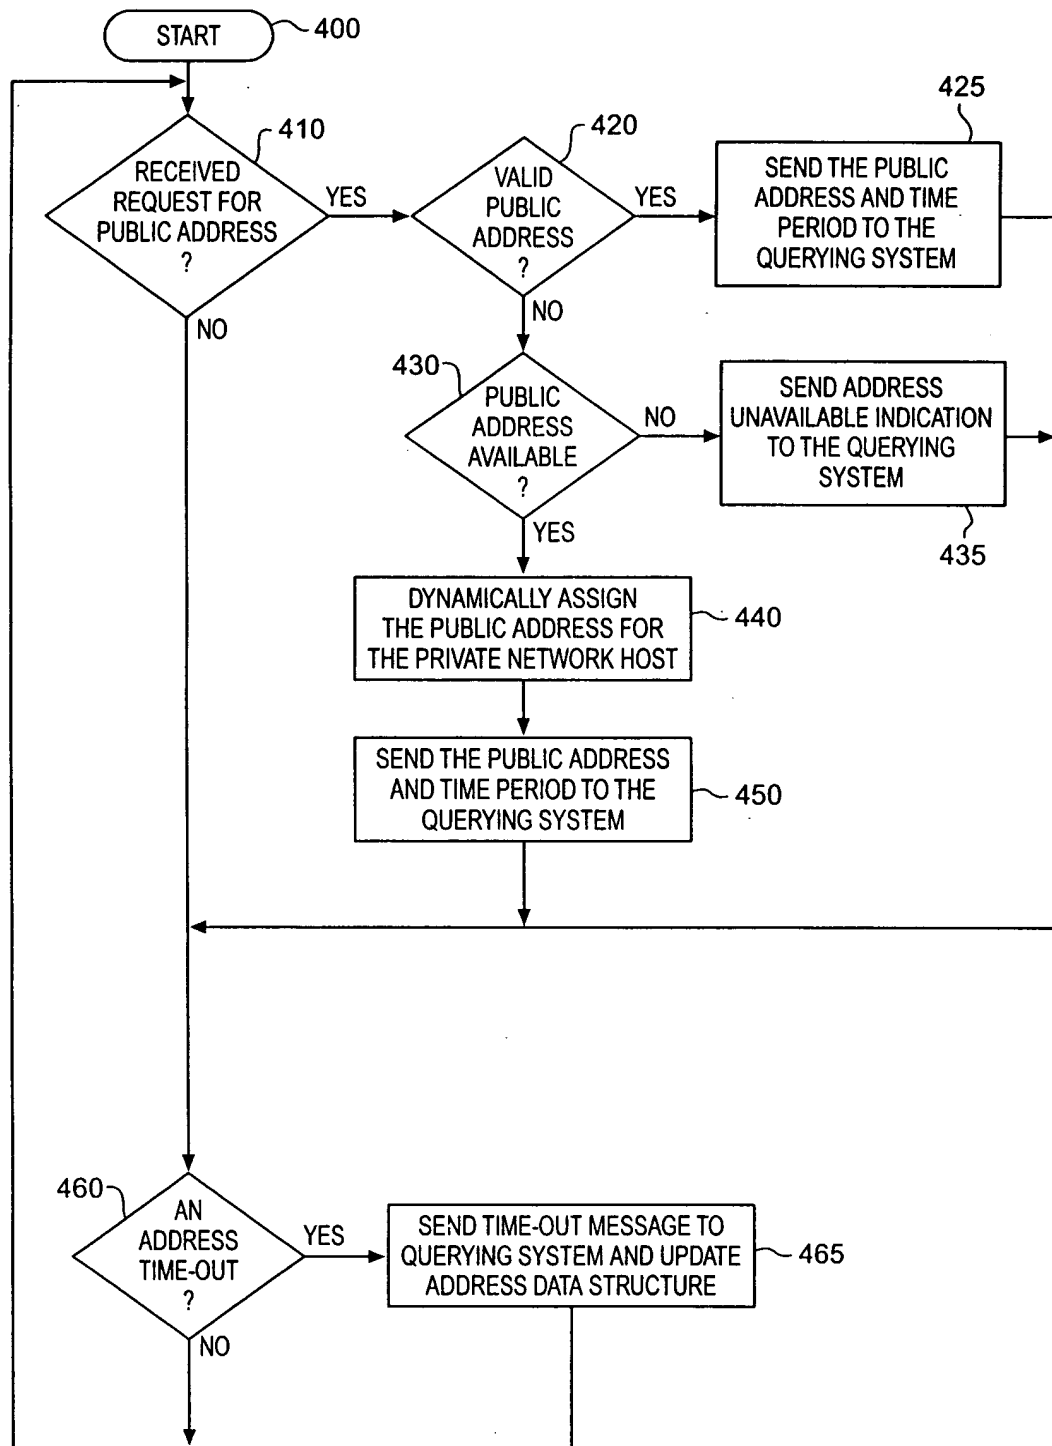 START
400
RECEIVED
REQUEST FOR
PUBLIC ADDRESS
?
410
YES
NO
VALID
PUBLIC
ADDRESS
?
420
YES
NO
SEND THE PUBLIC
ADDRESS AND TIME
PERIOD TO THE
QUERYING SYSTEM
425
PUBLIC
ADDRESS
AVAILABLE
?
430
NO
YES
SEND ADDRESS
UNAVAILABLE INDICATION
TO THE QUERYING
SYSTEM
435
DYNAMICALLY ASSIGN
THE PUBLIC ADDRESS FOR
THE PRIVATE NETWORK HOST
440
SEND THE PUBLIC ADDRESS
AND TIME PERIOD TO THE
QUERYING SYSTEM
450
AN
ADDRESS
TIME-OUT
?
460
YES
NO
SEND TIME-OUT MESSAGE TO
QUERYING SYSTEM AND UPDATE
ADDRESS DATA STRUCTURE
465